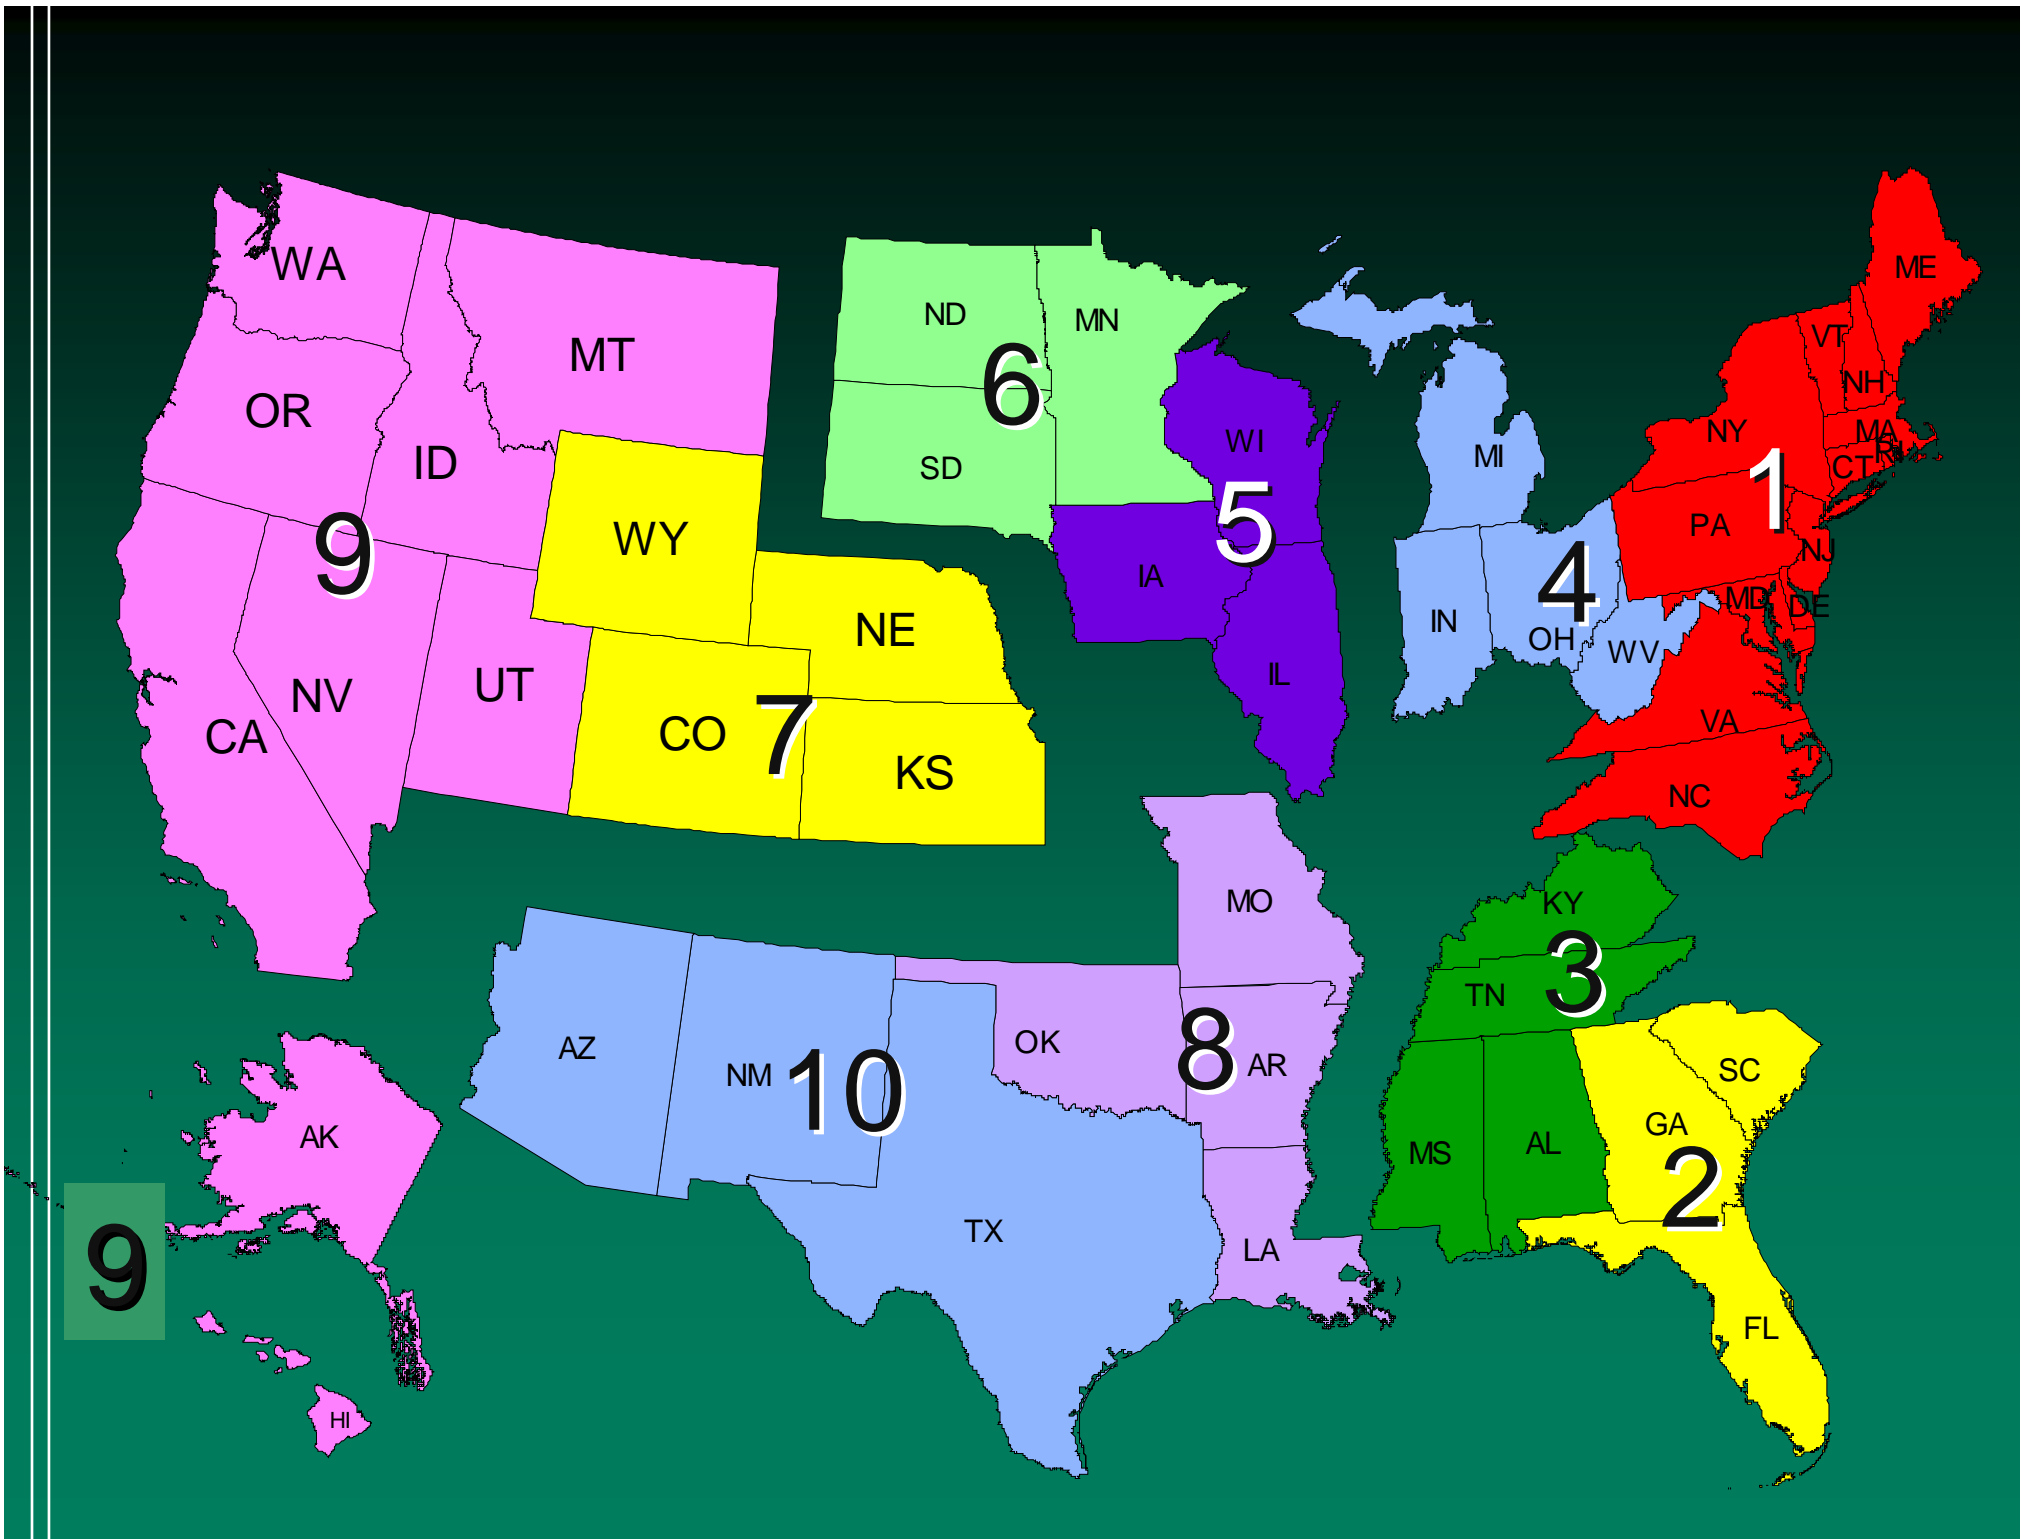 WA
MT
OR
ID
9
WY
NV
UT
CA
NE
CO
7
KS
ND
MN
6
SD
WI
5
IA
IL
MI
4
IN
OH
WV
ME
VT
NH
NY
MA
RI
CT
1
PA
NJ
MD
DE
VA
NC
MO
KY
3
TN
OK
8
AR
AZ
NM
10
SC
GA
MS
AL
2
AK
TX
LA
9
FL
HI